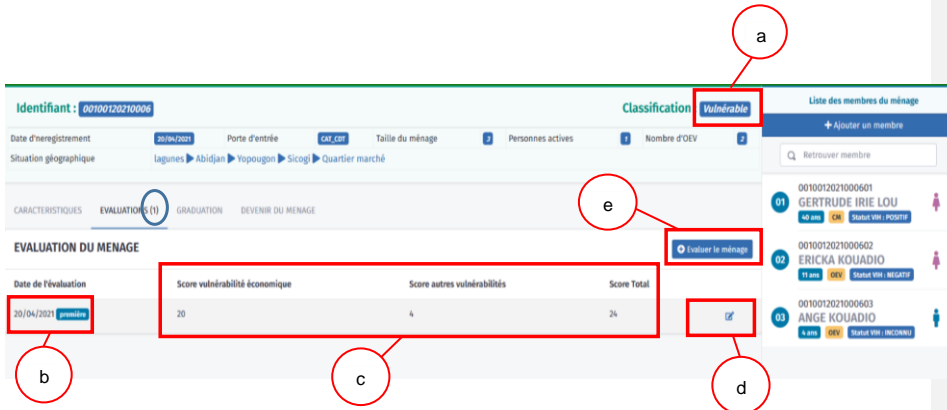 a
Identifiant : 00100120210006
Classification : Vulnérable
Date d'neregistrement 20/04/2021 Porte d'entrée CAT_CDT Taille du ménage 3 Personnes actives 1 Nombre d'OEV 2
Situation géographique lagunes Abidjan Yopougon Sicogi Quartier marché
CARACTERISTIQUES EVALUATIONS (1) GRADUATION DEVENIR DU MENAGE
e
EVALUATION DU MENAGE
Evaluer le ménage
Date de l'évaluation Score vulnérabilité économique Score autres vulnérabilités Score Total
20/04/2021 première 20 4 24
b
c
d
Liste des membres du ménage
+ Ajouter un membre
Retrouver membre
01
0010012021000601
GERTRUDE IRIE LOU
40 ans CM Statut VIH : POSITIF
02
0010012021000602
ERICKA KOUADIO
11 ans OEV Statut VIH : NEGATIF
03
0010012021000603
ANGE KOUADIO
4 ans OEV Statut VIH : INCONNU